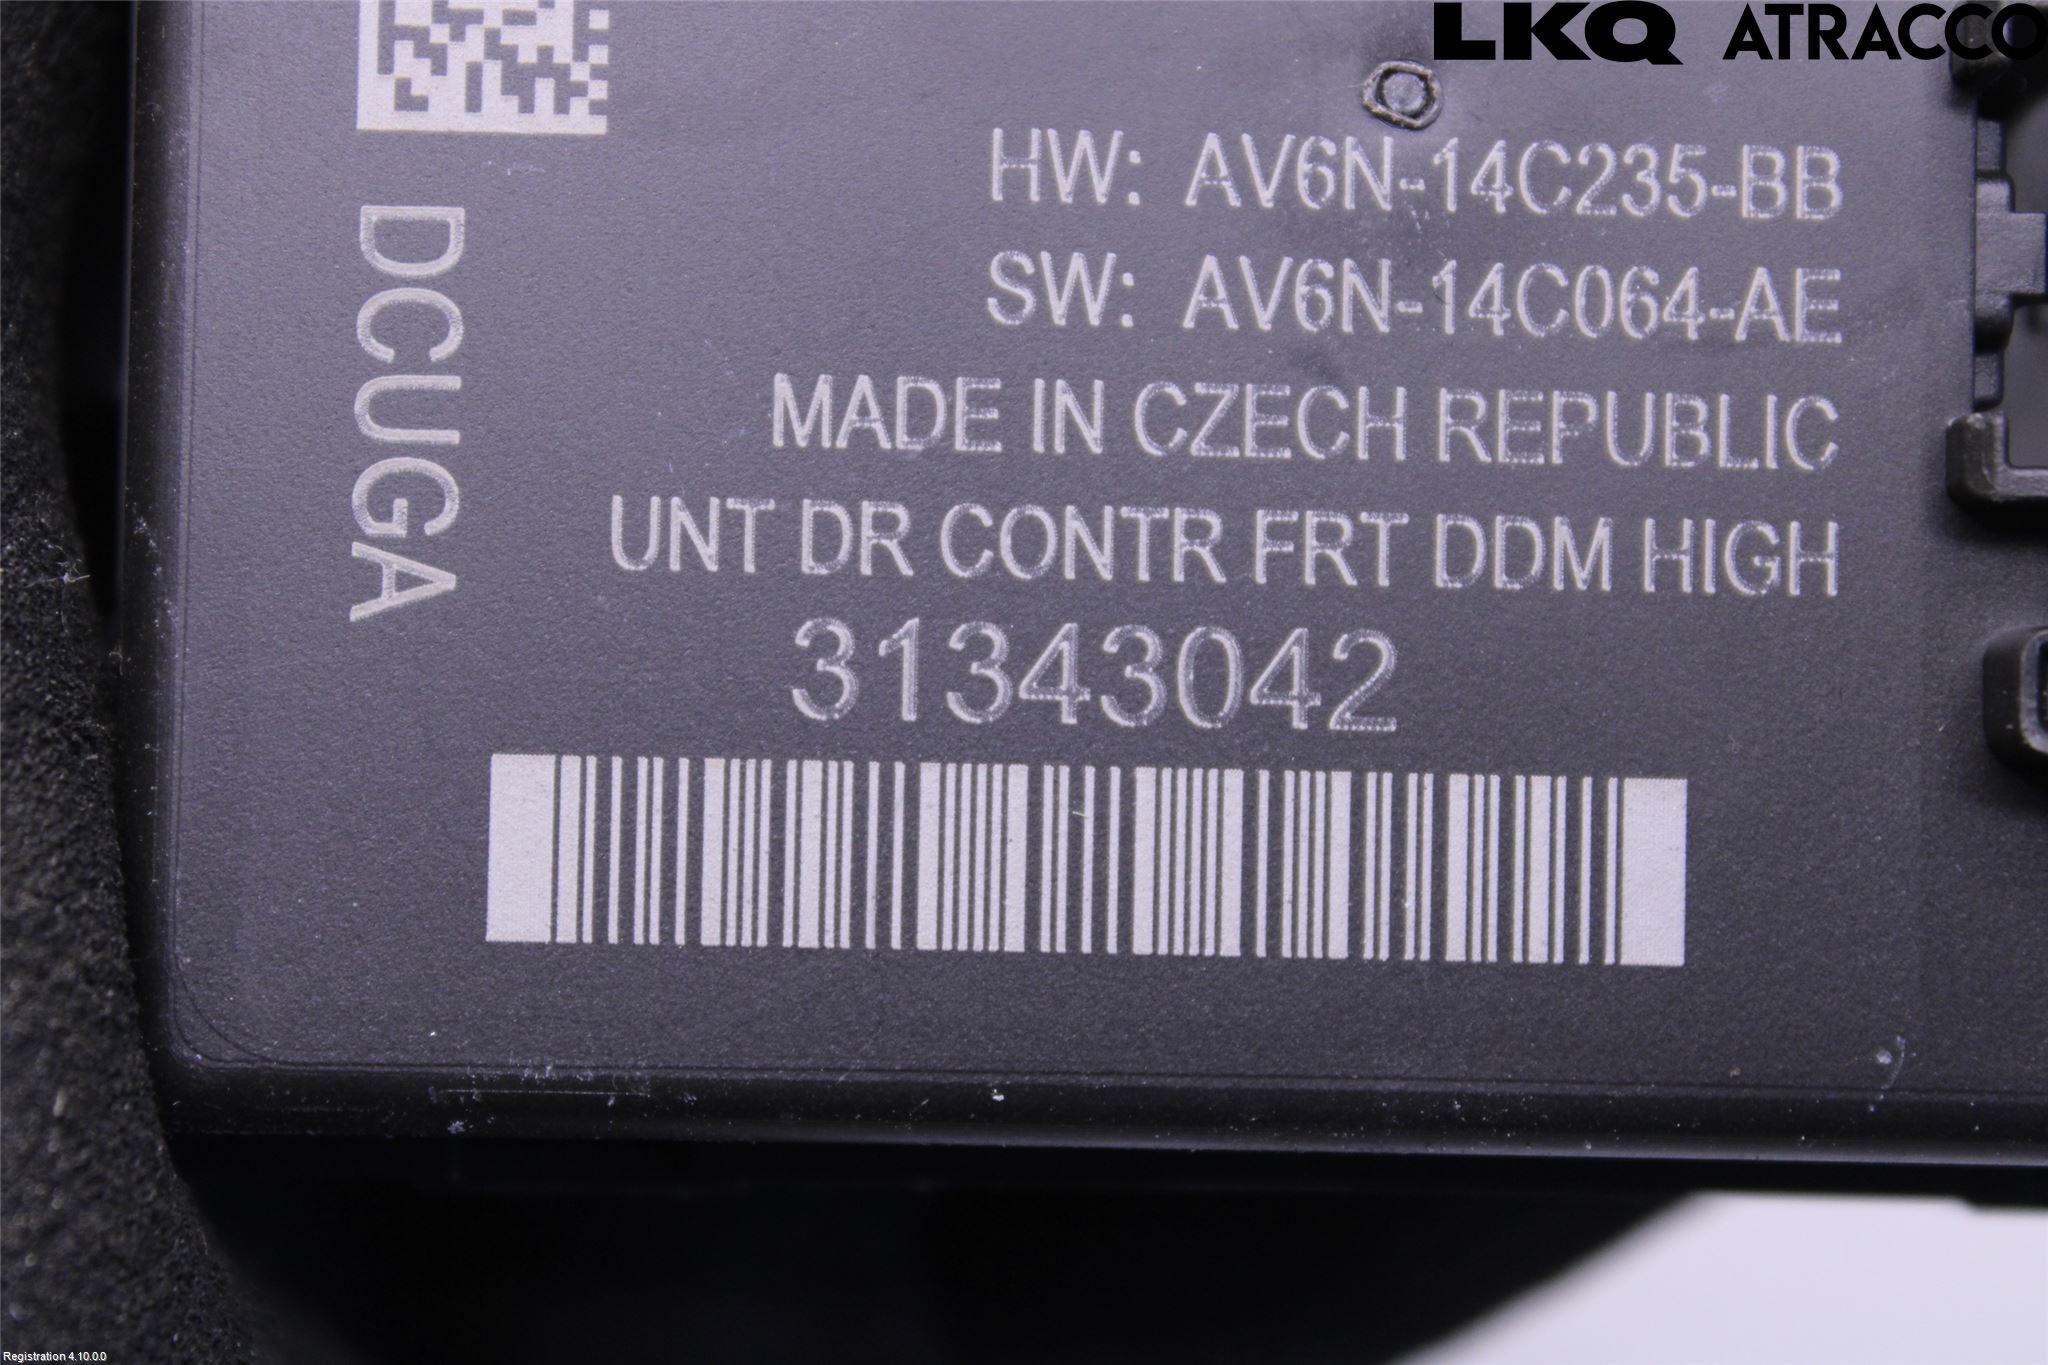 LKQ ATRACCO
HW: AV6N-14C235-BB
SW: AV6N-14C064-AE
MADE IN CZECH REPUBLIC
UNT DR CONTR FRT DDM HIGH
31343042
DCUGA
Registration 4.10.0.0